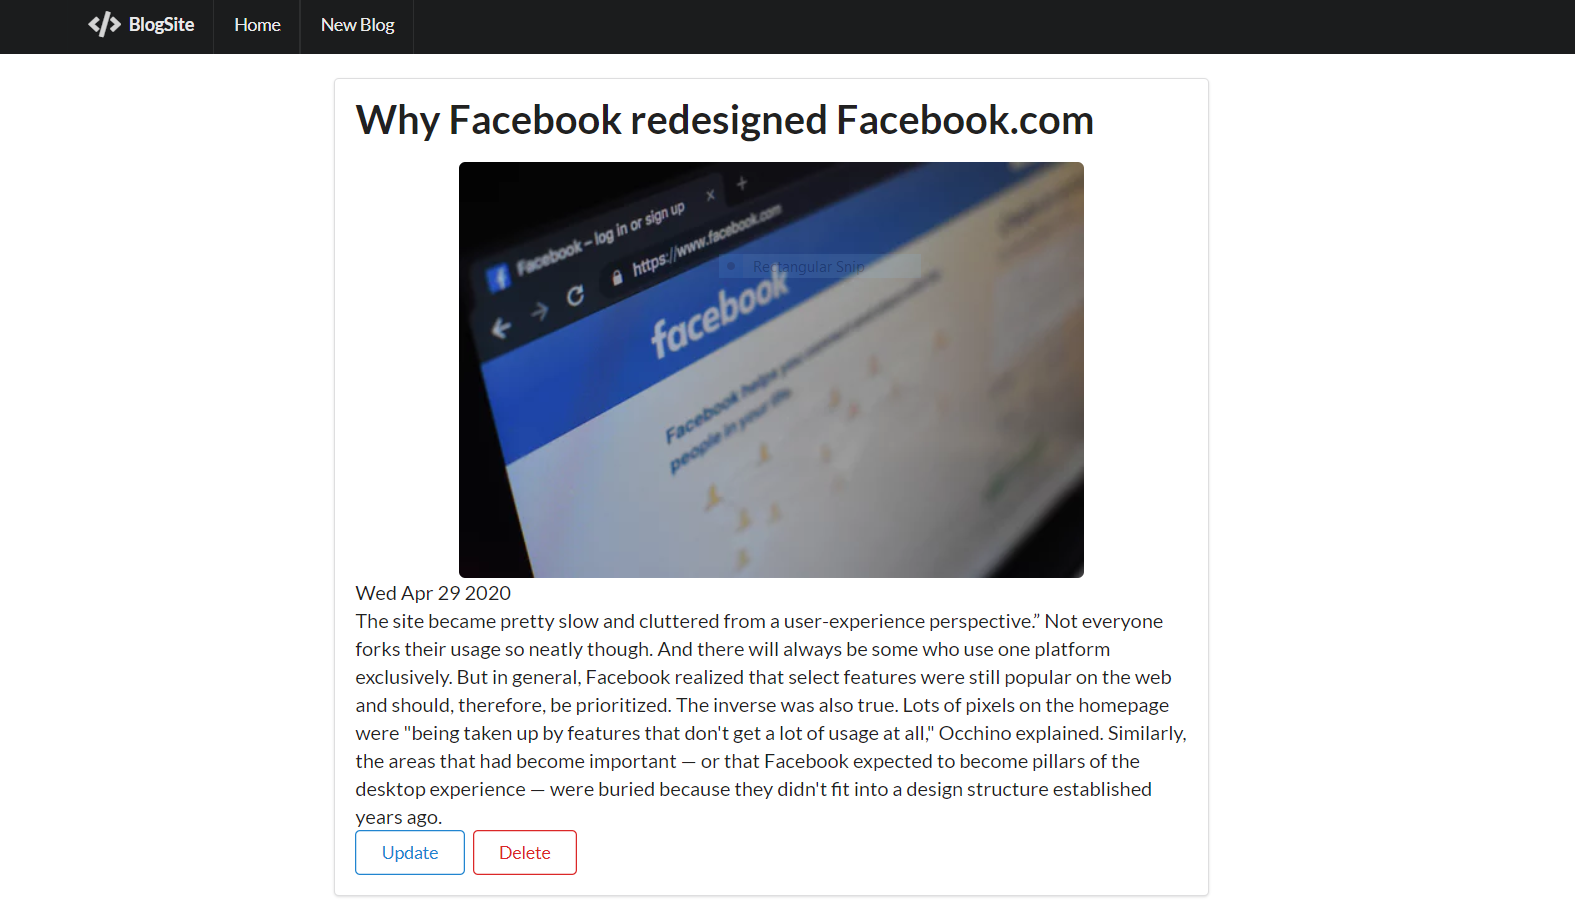 BlogSite
Home
New Blog
Why Facebook redesigned Facebook.com
Facebook – log in or sign up
https://www.facebook.com
Rectangular Snip
facebook
Facebook helps you connect and
people in your life
Wed Apr 29 2020
The site became pretty slow and cluttered from a user-experience perspective.” Not everyone
forks their usage so neatly though. And there will always be some who use one platform
exclusively. But in general, Facebook realized that select features were still popular on the web
and should, therefore, be prioritized. The inverse was also true. Lots of pixels on the homepage
were "being taken up by features that don't get a lot of usage at all," Occhino explained. Similarly,
the areas that had become important — or that Facebook expected to become pillars of the
desktop experience — were buried because they didn't fit into a design structure established
years ago.
Update
Delete